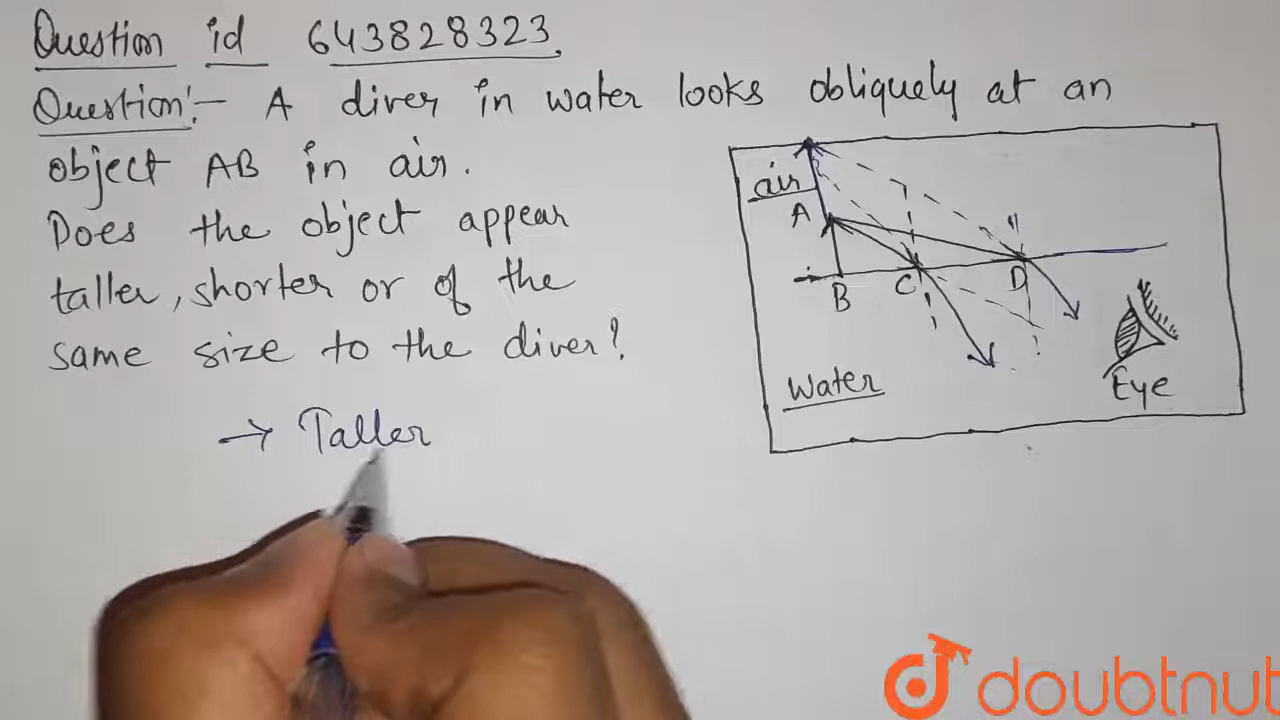 Question id 643828323.
Question:- A diver in water looks obliquely at an
object AB in air.
Does the object appear
taller, shorter or of the
same size to the diver?
→ Taller
air
A
B
C
D
Water
Eye
doubtnut